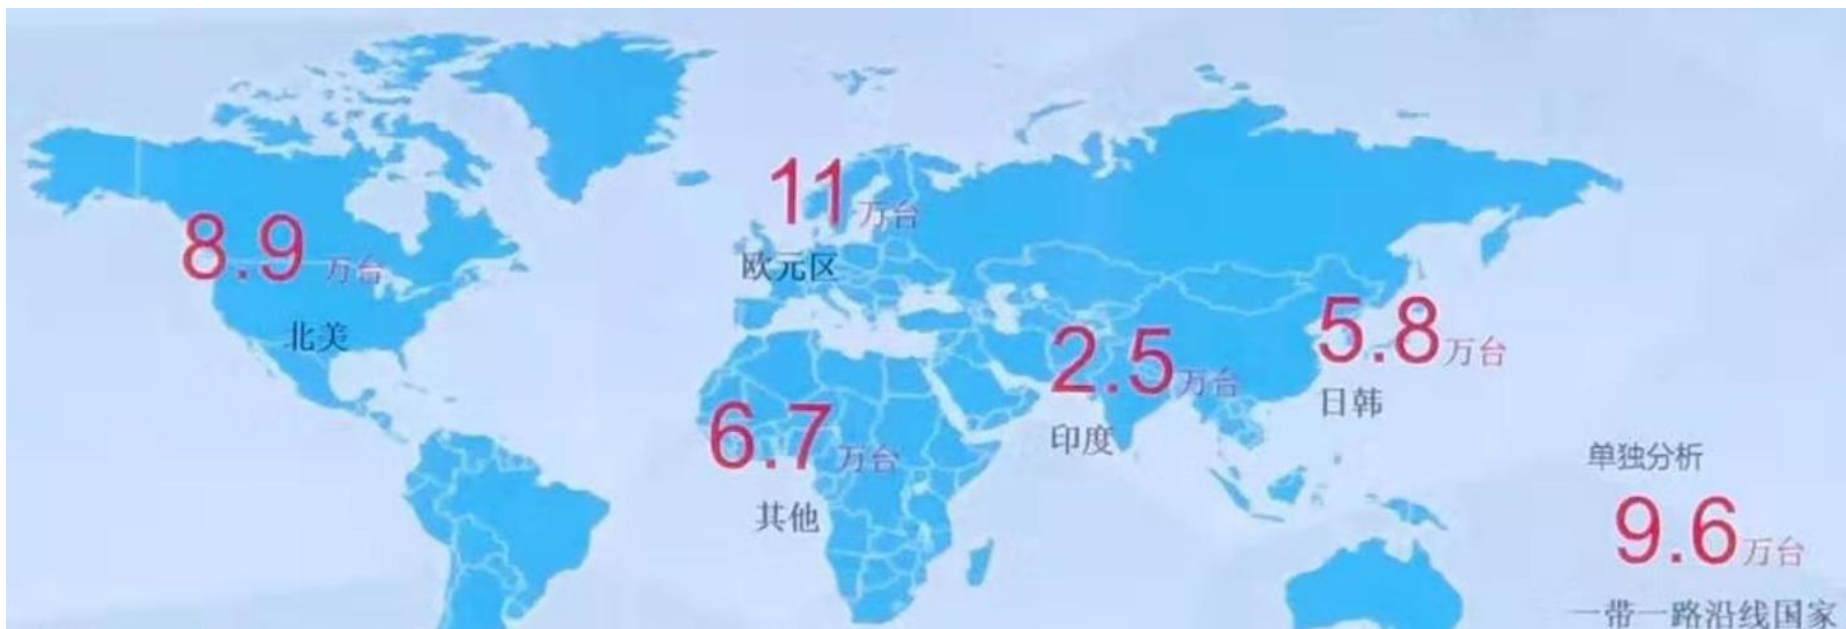 11万台
欧元区
8.9万台
北美
5.8万台
日韩
2.5万台
印度
6.7万台
其他
单独分析
9.6万台
一带一路沿线国家